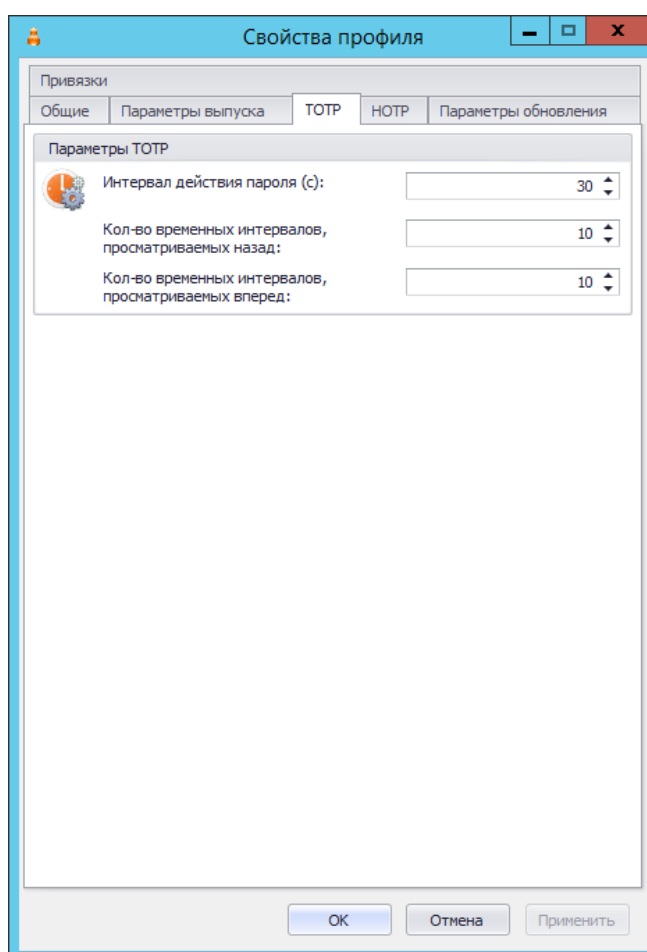 Свойства профиля
Привязки
Общие
Параметры выпуска
TOTP
HOTP
Параметры обновления
Параметры TOTP
Интервал действия пароля (с):
30
Кол-во временных интервалов,
просматриваемых назад:
10
Кол-во временных интервалов,
просматриваемых вперед:
10
OK
Отмена
Применить